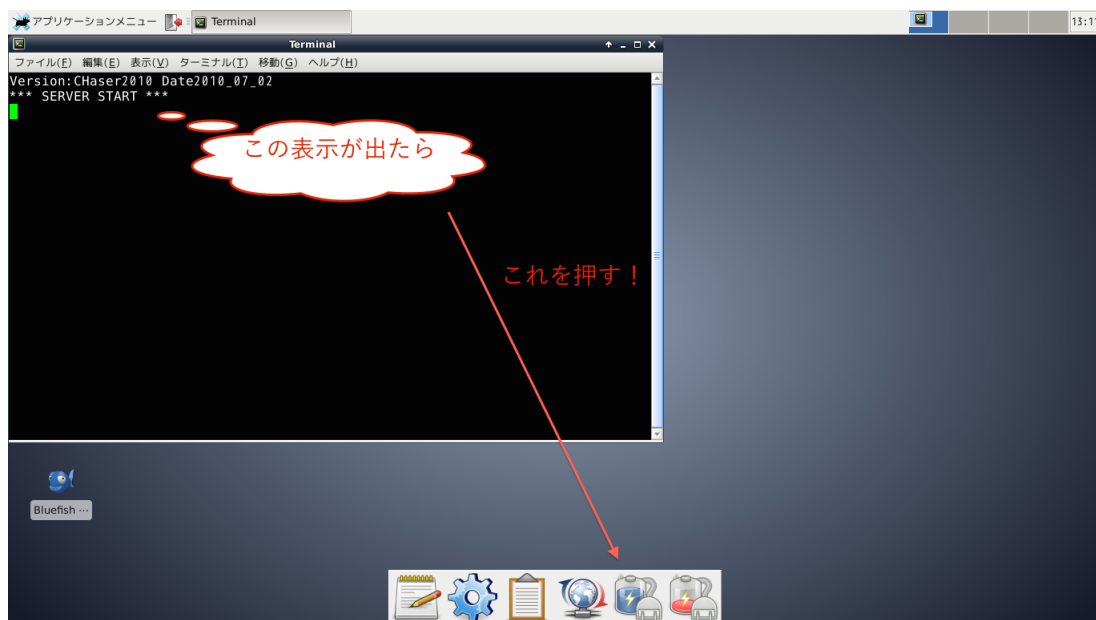 アプリケーションメニュー
Terminal
13:1
Terminal
ファイル(F) 編集(E) 表示(V) ターミナル(T) 移動(G) ヘルプ(H)
Version:CHaser2010 Date2010_07_02
*** SERVER START ***
この表示が出たら
これを押す！
Bluefish ...